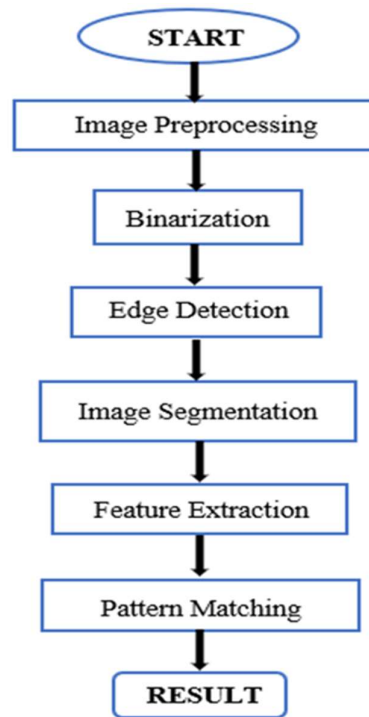 START
Image Preprocessing
Binarization
Edge Detection
Image Segmentation
Feature Extraction
Pattern Matching
RESULT